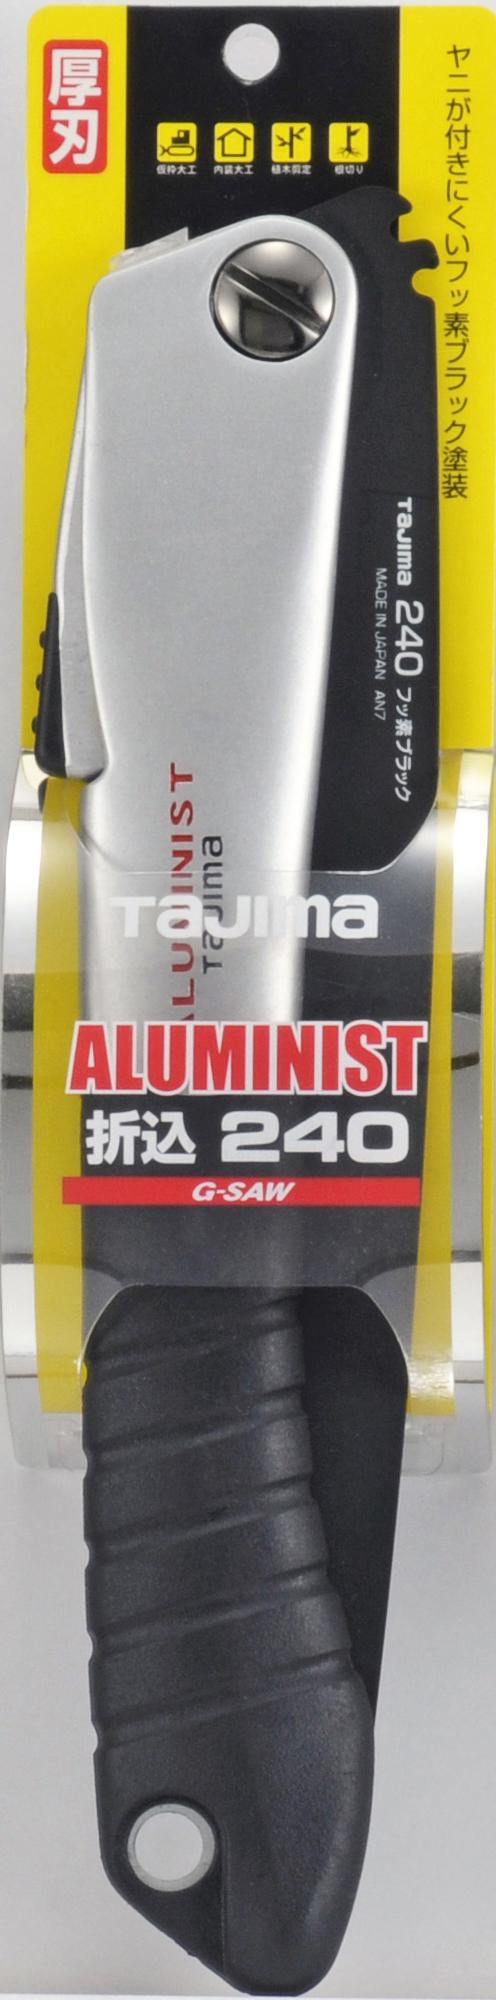 厚刃
仮枠大工 内装大工 植木剪定 根切り
ヤニが付きにくいフッ素ブラック塗装
TaJIma 240 フッ素ブラック
MADE IN JAPAN AN7
ALUMINIST
TaJIma
TaJIma
ALUMINIST
折込 240
G-SAW